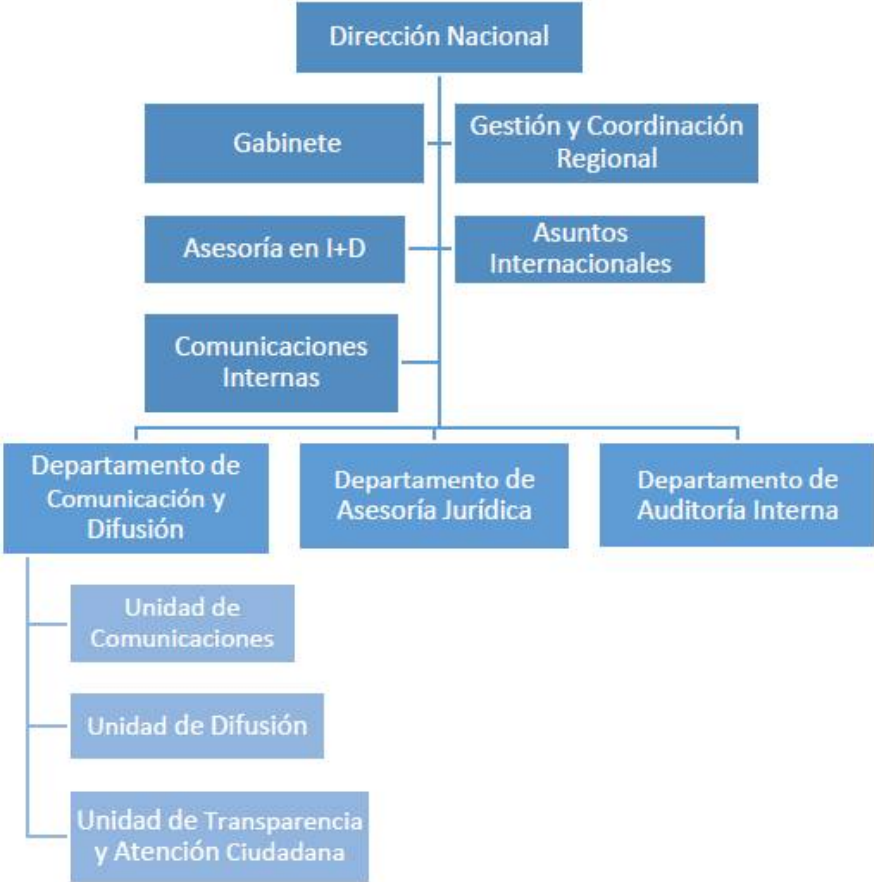 Dirección Nacional
Gabinete
Gestión y Coordinación
Regional
Asesoría en I+D
Asuntos
Internacionales
Comunicaciones
Internas
Departamento de
Comunicación y
Difusión
Departamento de
Asesoría Jurídica
Departamento de
Auditoría Interna
Unidad de
Comunicaciones
Unidad de Difusión
Unidad de Transparencia
y Atención Ciudadana